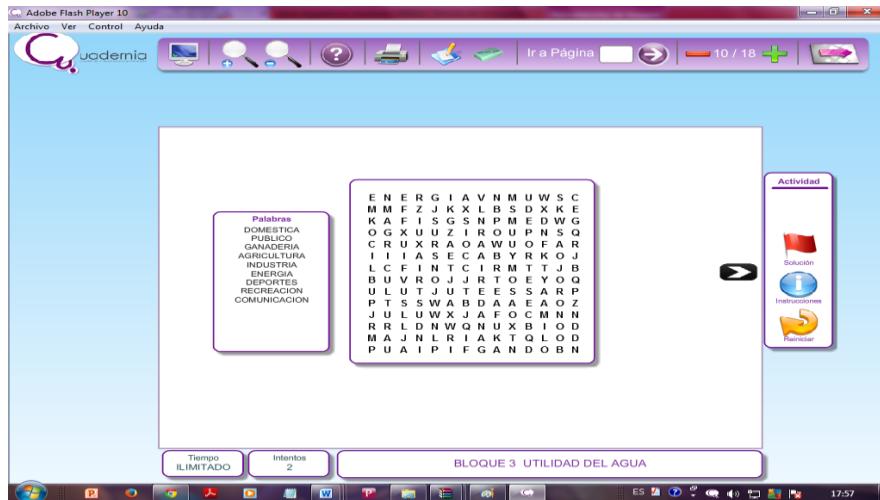 Adobe Flash Player 10
Archivo Ver Control Ayuda
Cuadernia
Ir a Página
10 / 18
Palabras
DOMESTICA
PUBLICO
GANADERIA
AGRICULTURA
INDUSTRIA
ENERGIA
DEPORTES
RECREACION
COMUNICACION
E N E R G I A V N M U W S C
M M F Z J K X L B S D X K E
K A F I S G S N P M E D W G
O G X U U Z I R O U P N S Q
C R U X R A O A W U O F A R
I I I A S E C A B Y R K O J
L C F I N T C I R M T T J B
B U V R O J J R T O E Y O Q
U L U T J U T E E S S A R P
P T S S W A B D A A E A O Z
J U L U W X J A F O C M N N
R R L D N W Q N U X B I O D
M A J N L R I A K T Q L O D
P U A I P I F G A N D O B N
Actividad
Solución
Instrucciones
Reiniciar
Tiempo
ILIMITADO
Intentos
2
BLOQUE 3 UTILIDAD DEL AGUA
ES
17:57